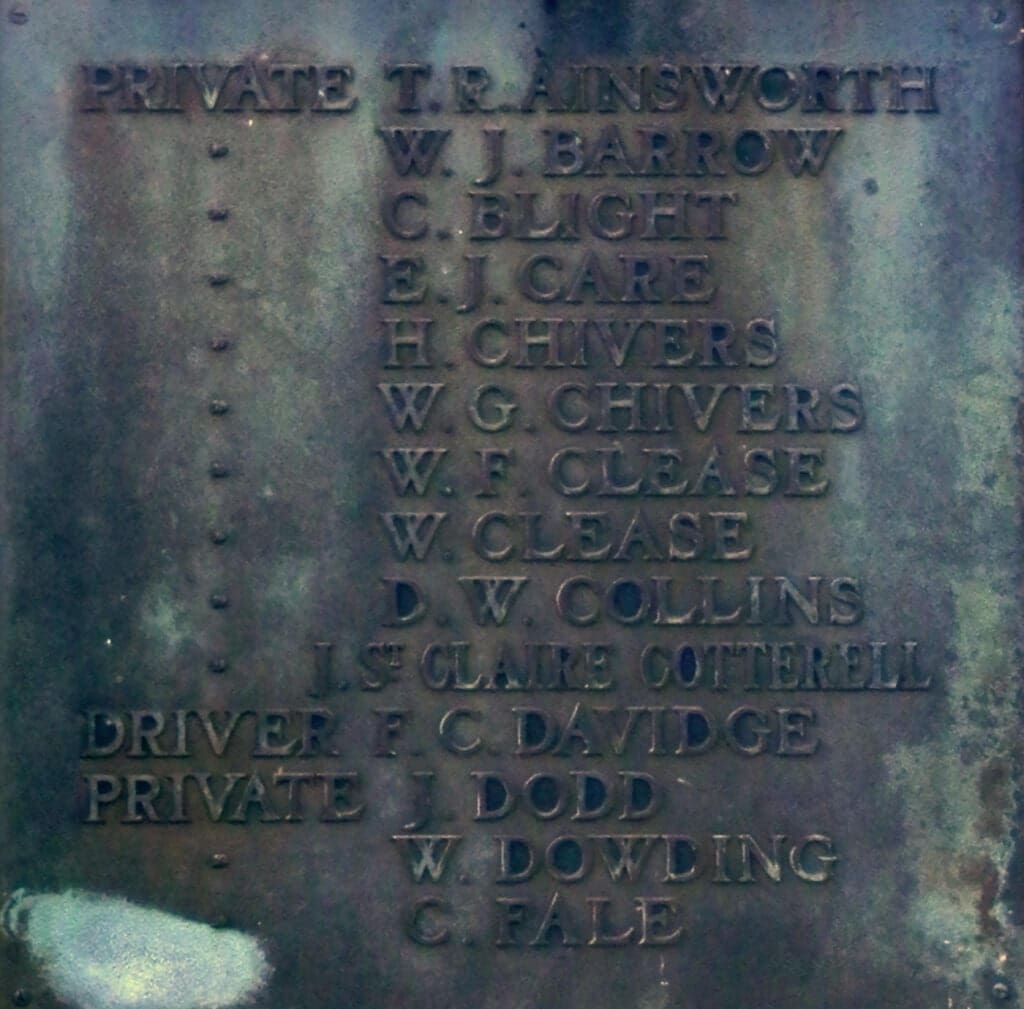 PRIVATE T. R. AINSWORTH
" W. J. BARROW
" C. BLIGHT
" E. J. CARE
" H. CHIVERS
" W. G. CHIVERS
" W. F. CLEASE
" W. CLEASE
" D. W. COLLINS
" J. ST CLAIRE COTTERELL
DRIVER F. C. DAVIDGE
PRIVATE J. DODD
" W. DOWDING
C. FALE